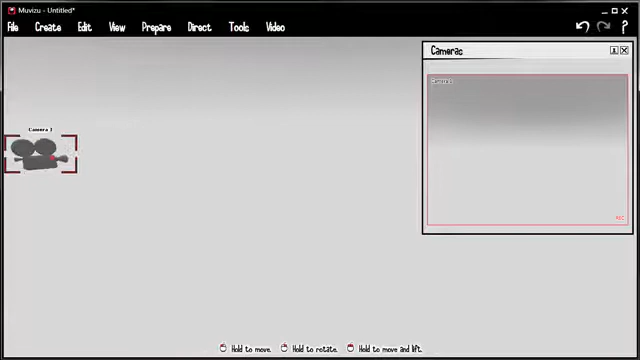 Muvizu - Untitled*
File Create Edit View Prepare Direct Tools Video
Cameras
Camera 1
Camera 1
REC
Hold to move. Hold to rotate. Hold to move and lift.